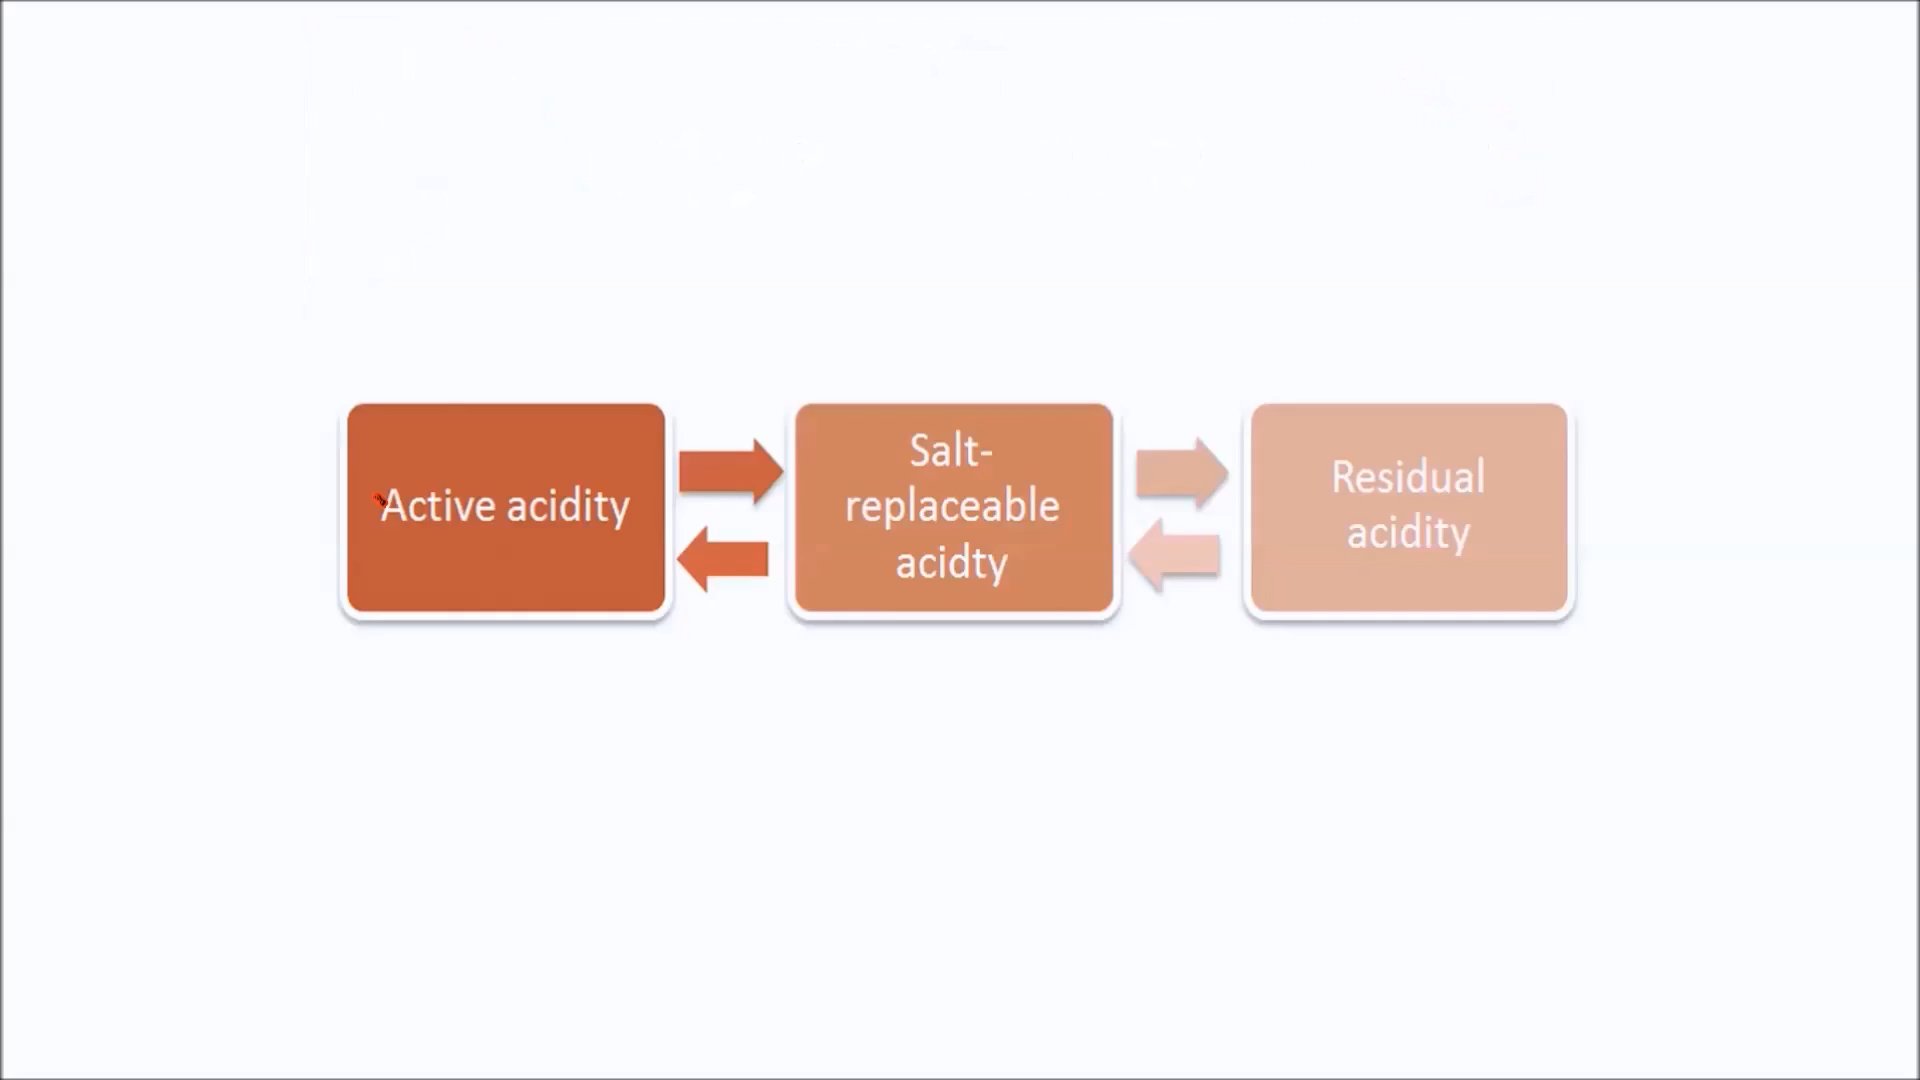 Active acidity
Salt-
replaceable
acidty
Residual
acidity